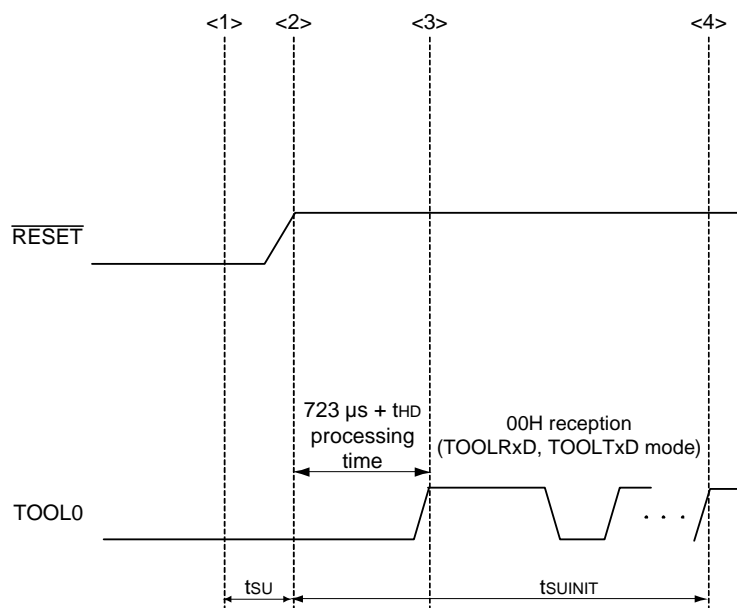 <1> <2> <3> <4>
RESET
723 µs + tHD
processing
time
00H reception
(TOOLRxD, TOOLTxD mode)
TOOL0
. . .
tSU
tSUINIT